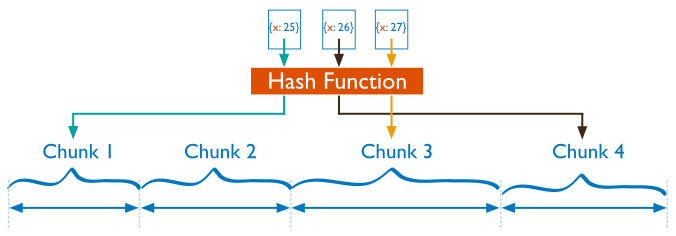 {x: 25} {x: 26} {x: 27}
Hash Function
Chunk 1 Chunk 2 Chunk 3 Chunk 4